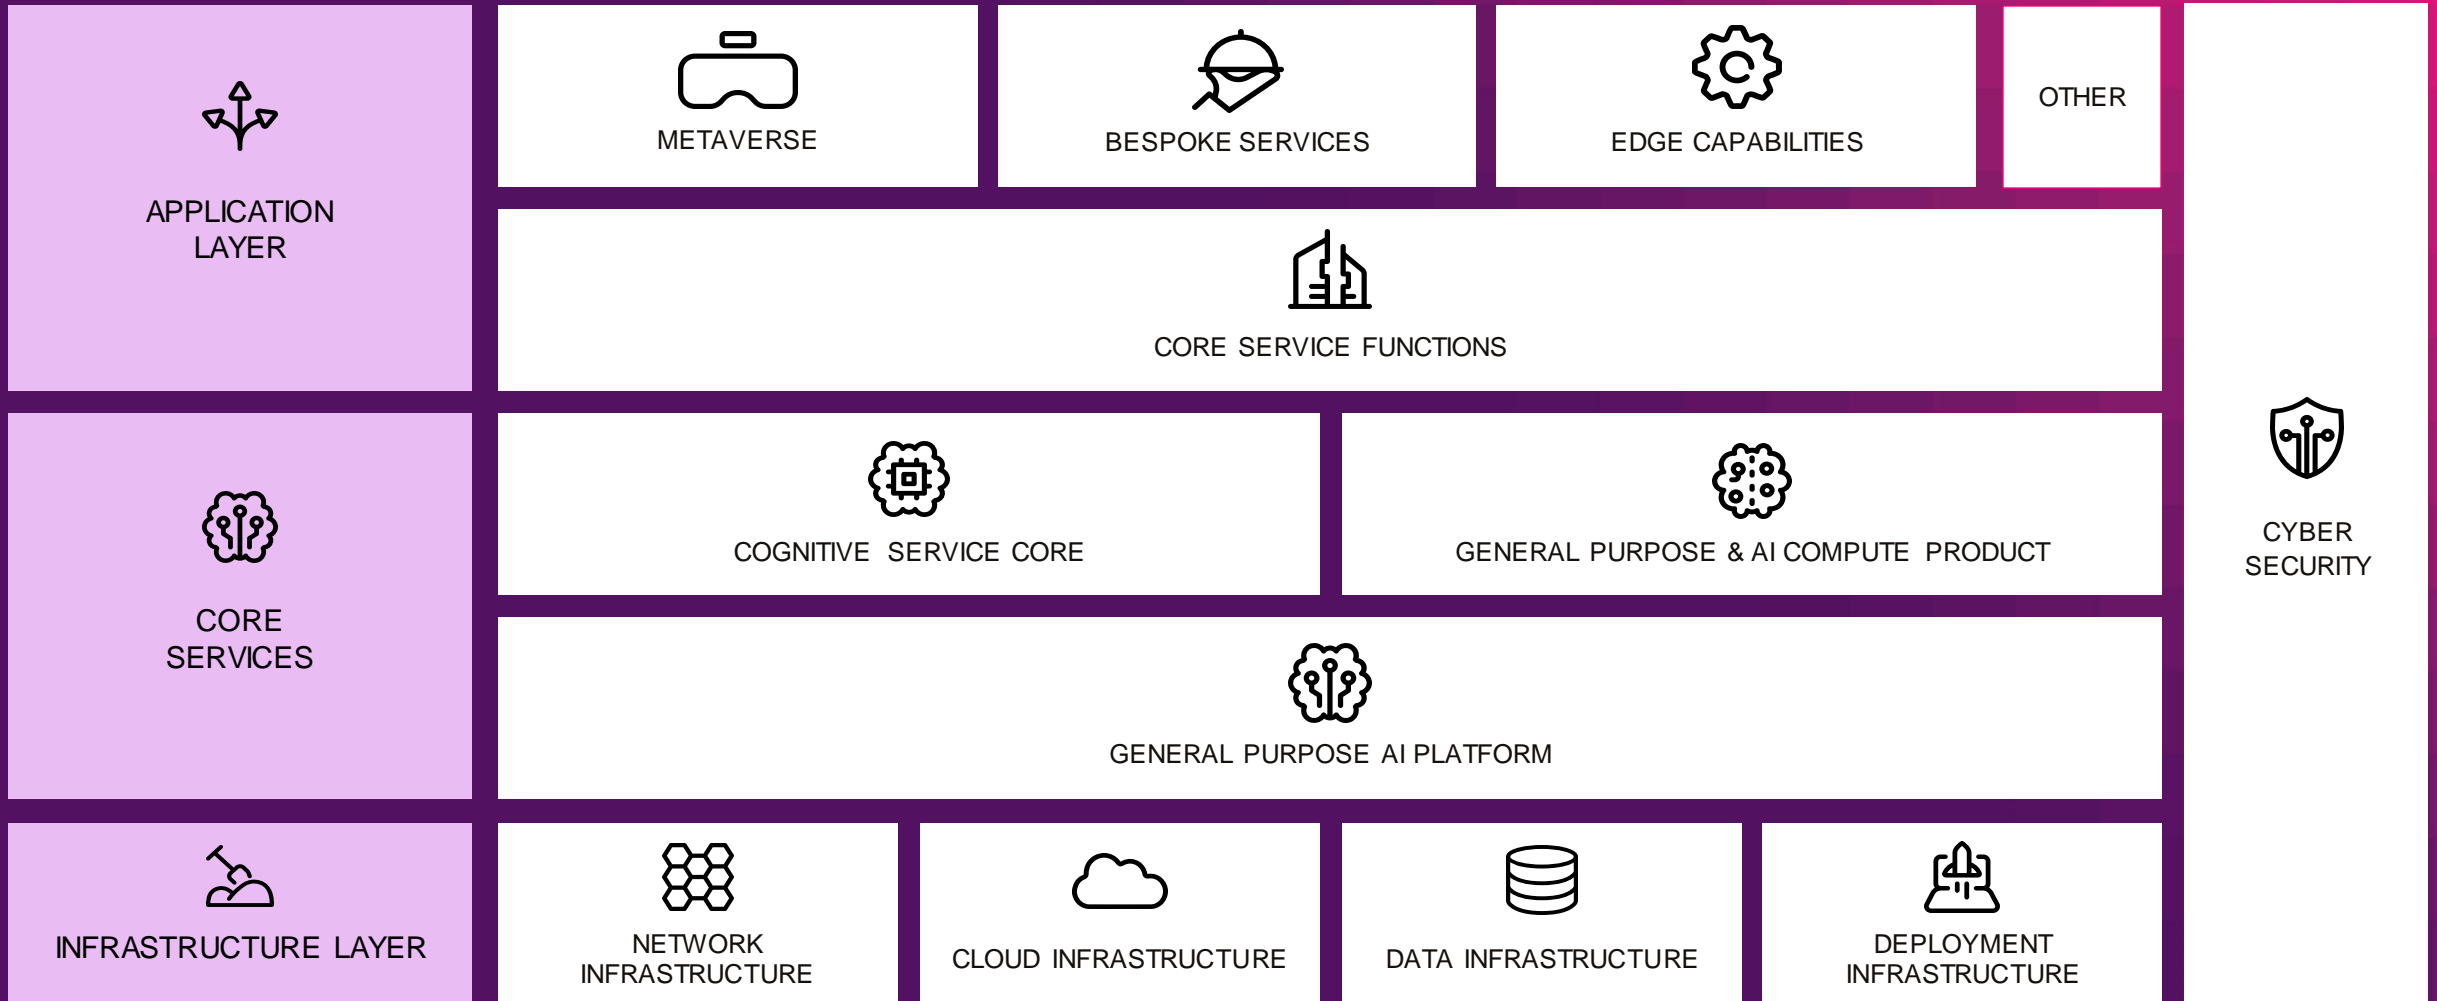 APPLICATION
LAYER
METAVERSE
BESPOKE SERVICES
EDGE CAPABILITIES
OTHER
CORE SERVICE FUNCTIONS
CORE
SERVICES
COGNITIVE SERVICE CORE
GENERAL PURPOSE & AI COMPUTE PRODUCT
GENERAL PURPOSE AI PLATFORM
INFRASTRUCTURE LAYER
NETWORK
INFRASTRUCTURE
CLOUD INFRASTRUCTURE
DATA INFRASTRUCTURE
DEPLOYMENT
INFRASTRUCTURE
CYBER
SECURITY